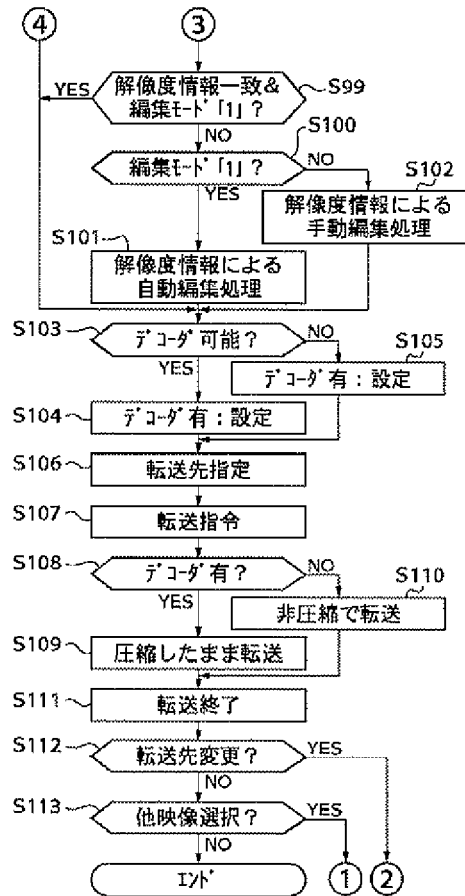 ④
③
解像度情報一致&
編集モード「1」?
YES
S99
NO
編集モード「1」?
S100
NO
YES
S102
解像度情報による
手動編集処理
S101
解像度情報による
自動編集処理
S103
デコーダ可能?
NO
YES
S105
デコーダ有:設定
S104
デコーダ有:設定
S106
転送先指定
S107
転送指令
S108
デコーダ有?
NO
YES
S110
非圧縮で転送
S109
圧縮したまま転送
S111
転送終了
S112
転送先変更?
YES
NO
S113
他映像選択?
YES
NO
エンド
①
②